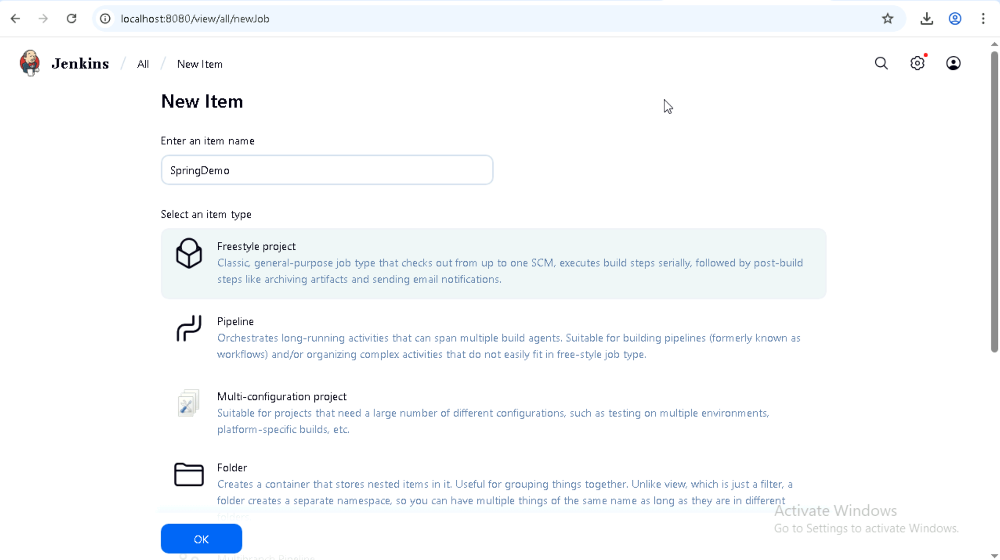 localhost:8080/view/all/newJob
Jenkins / All / New Item
New Item
Enter an item name
SpringDemo
Select an item type
Freestyle project
Classic, general-purpose job type that checks out from up to one SCM, executes build steps serially, followed by post-build
steps like archiving artifacts and sending email notifications.
Pipeline
Orchestrates long-running activities that can span multiple build agents. Suitable for building pipelines (formerly known as
workflows) and/or organizing complex activities that do not easily fit in free-style job type.
Multi-configuration project
Suitable for projects that need a large number of different configurations, such as testing on multiple environments,
platform-specific builds, etc.
Folder
Creates a container that stores nested items in it. Useful for grouping things together. Unlike view, which is just a filter, a
folder creates a separate namespace, so you can have multiple things of the same name as long as they are in different
folders.
Activate Windows
Go to Settings to activate Windows.
OK
Multibranch Pipeline